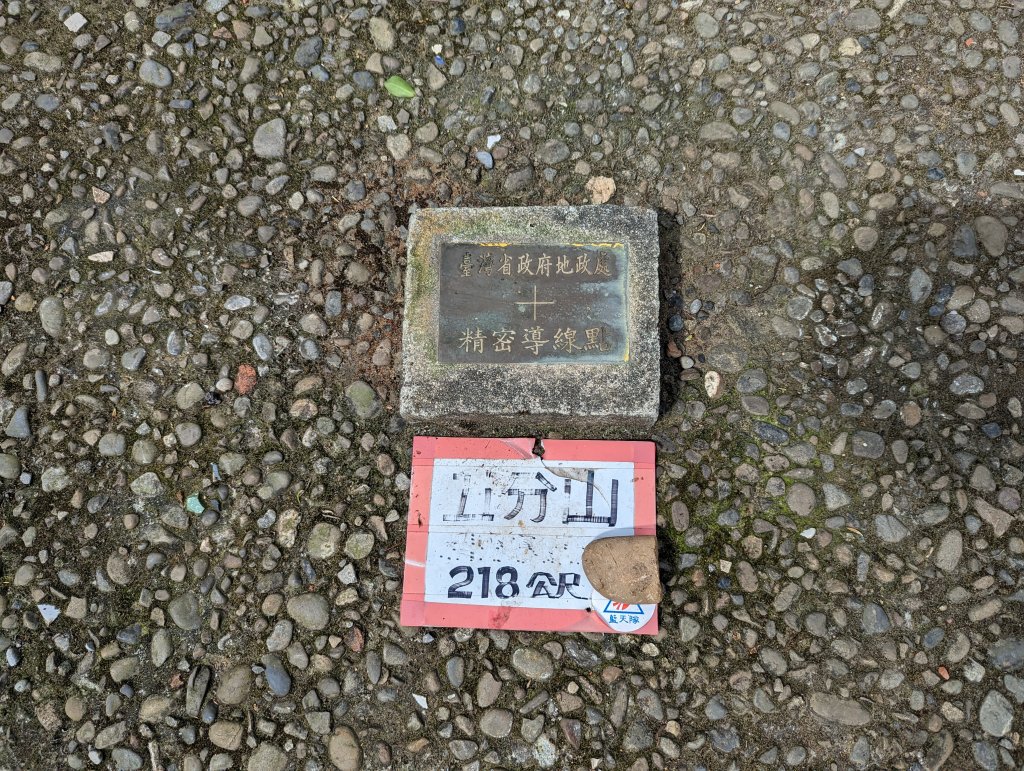 臺灣省政府地政處
精密導線點
五分山
218公尺
藍天隊